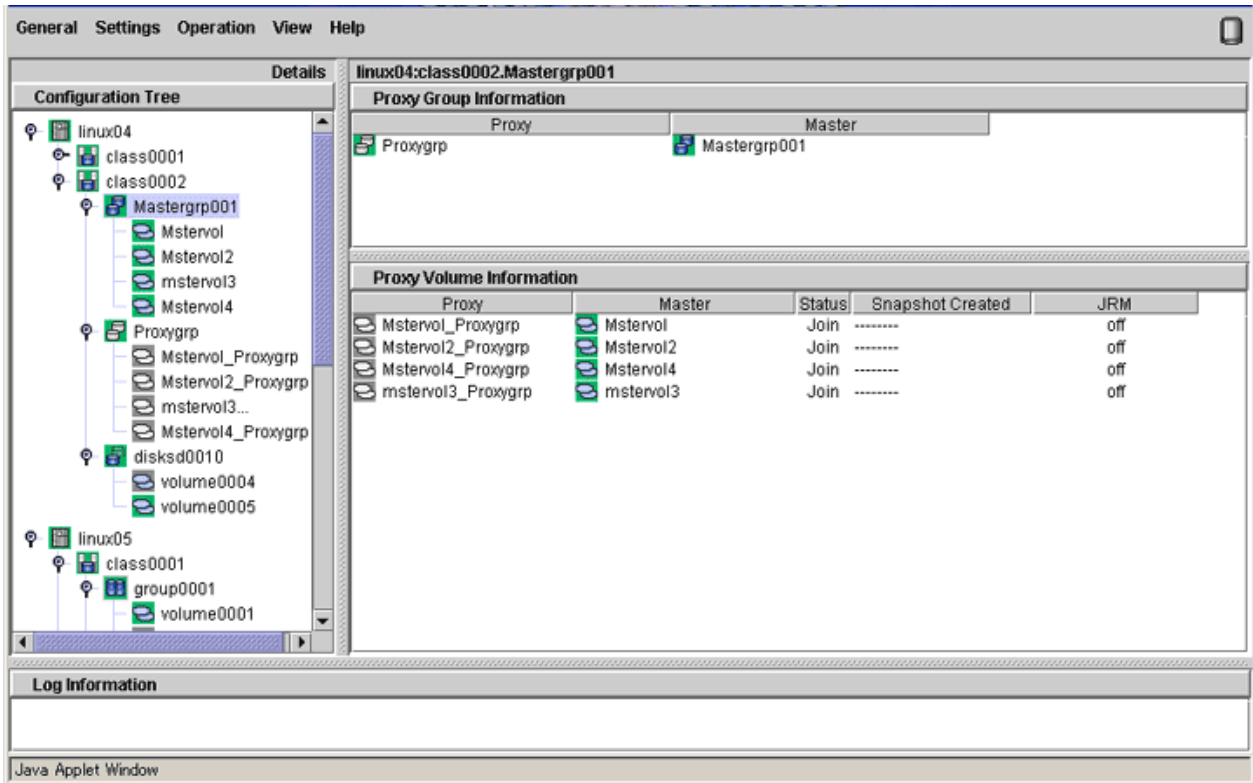 General Settings Operation View Help
Details
Configuration Tree
linux04
class0001
class0002
Mastergrp001
Mstervol
Mstervol2
mstervol3
Mstervol4
Proxygrp
Mstervol_Proxygrp
Mstervol2_Proxygrp
mstervol3...
Mstervol4_Proxygrp
disksd0010
volume0004
volume0005
linux05
class0001
group0001
volume0001
linux04:class0002.Mastergrp001
Proxy Group Information
Proxy Master
Proxygrp Mastergrp001
Proxy Volume Information
Proxy Master Status Snapshot Created JRM
Mstervol_Proxygrp Mstervol Join -------- off
Mstervol2_Proxygrp Mstervol2 Join -------- off
Mstervol4_Proxygrp Mstervol4 Join -------- off
mstervol3_Proxygrp mstervol3 Join -------- off
Log Information
Java Applet Window